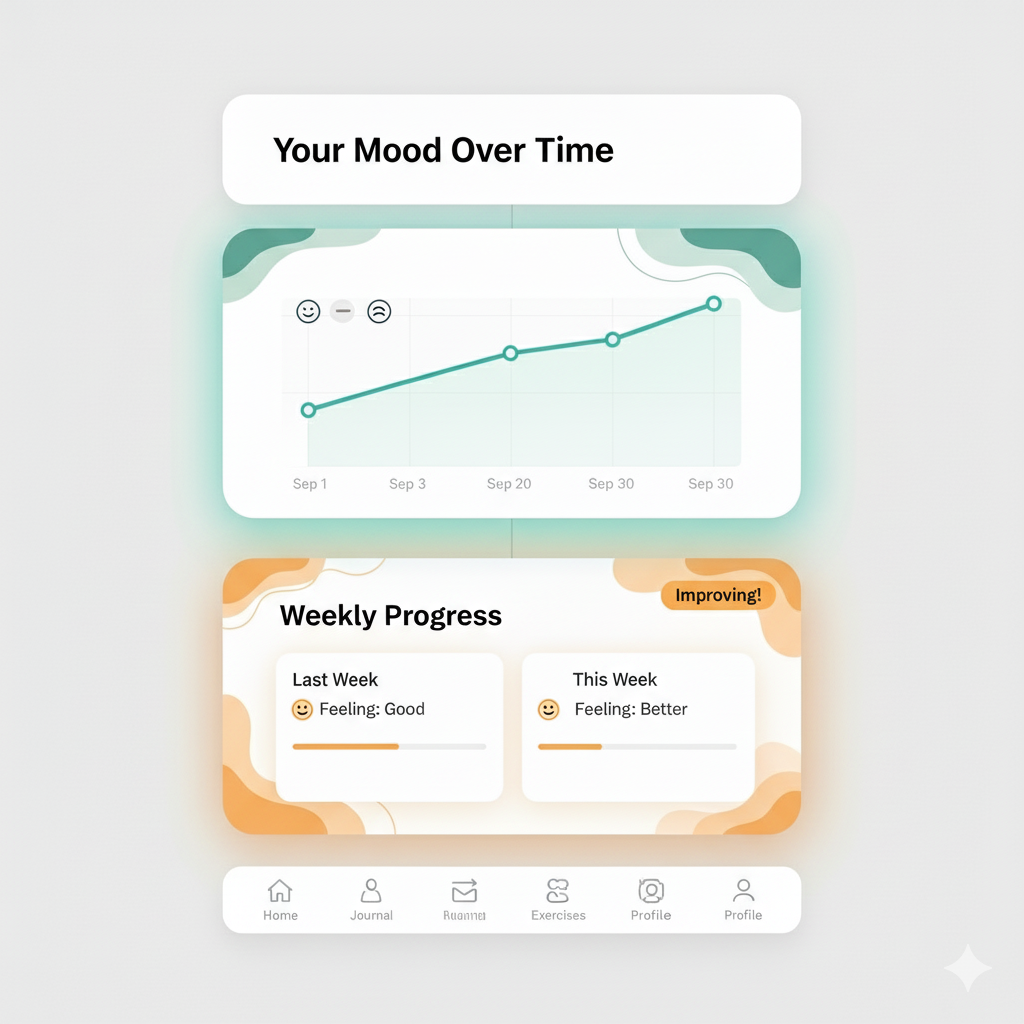 Your Mood Over Time
Sep 1 Sep 3 Sep 20 Sep 30 Sep 30
Improving!
Weekly Progress
Last Week
Feeling: Good
This Week
Feeling: Better
Home Journal Exercises Profile Profile